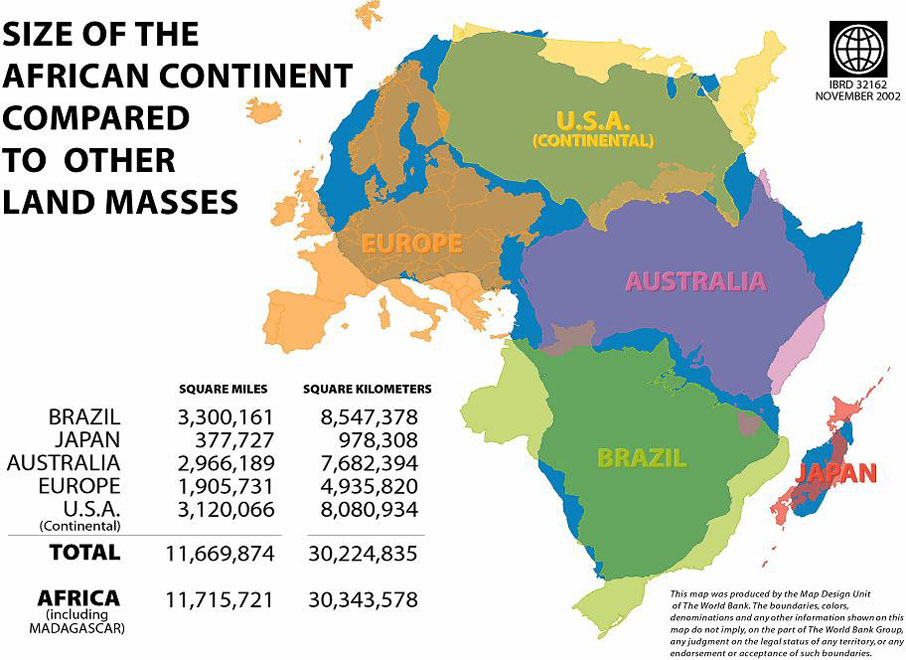 SIZE OF THE
AFRICAN CONTINENT
COMPARED
TO OTHER
LAND MASSES
IBRD 32162
NOVEMBER 2002
U.S.A.
(CONTINENTAL)
EUROPE
AUSTRALIA
BRAZIL
JAPAN
SQUARE MILES SQUARE KILOMETERS
BRAZIL 3,300,161 8,547,378
JAPAN 377,727 978,308
AUSTRALIA 2,966,189 7,682,394
EUROPE 1,905,731 4,935,820
U.S.A. 3,120,066 8,080,934
(Continental)
TOTAL 11,669,874 30,224,835
AFRICA 11,715,721 30,343,578
(including
MADAGASCAR)
This map was produced by the Map Design Unit
of The World Bank. The boundaries, colors,
denominations and any other information shown on this
map do not imply, on the part of The World Bank Group,
any judgment on the legal status of any territory, or any
endorsement or acceptance of such boundaries.